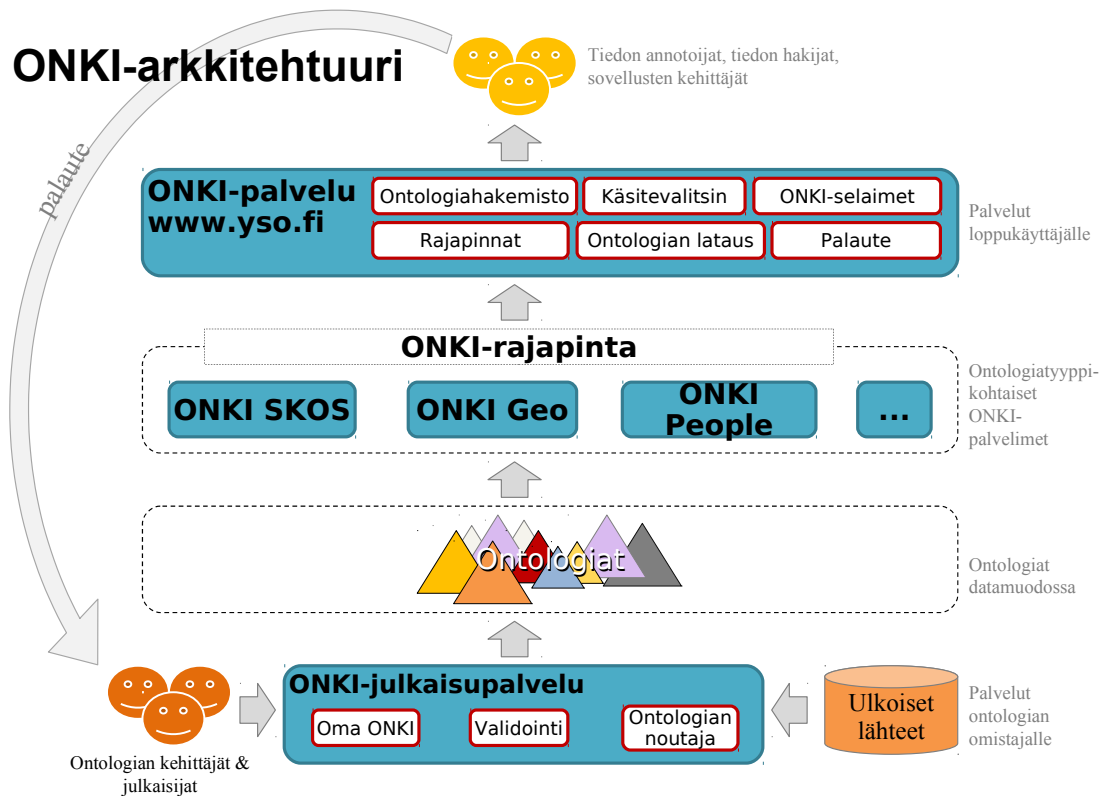 ONKI-arkkitehtuuri
Tiedon annotoijat, tiedon hakijat,
sovellusten kehittäjät
palaute
ONKI-palvelu
www.yso.fi
Ontologiahakemisto
Käsitevalitsin
ONKI-selaimet
Rajapinnat
Ontologian lataus
Palaute
Palvelut
loppukäyttäjälle
ONKI-rajapinta
ONKI SKOS
ONKI Geo
ONKI
People
...
Ontologiatyyppi-
kohtaiset
ONKI-
palvelimet
Ontologiat
Ontologiat
datamuodossa
ONKI-julkaisupalvelu
Oma ONKI
Validointi
Ontologian
noutaja
Ulkoiset
lähteet
Palvelut
ontologian
omistajalle
Ontologian kehittäjät &
julkaisijat